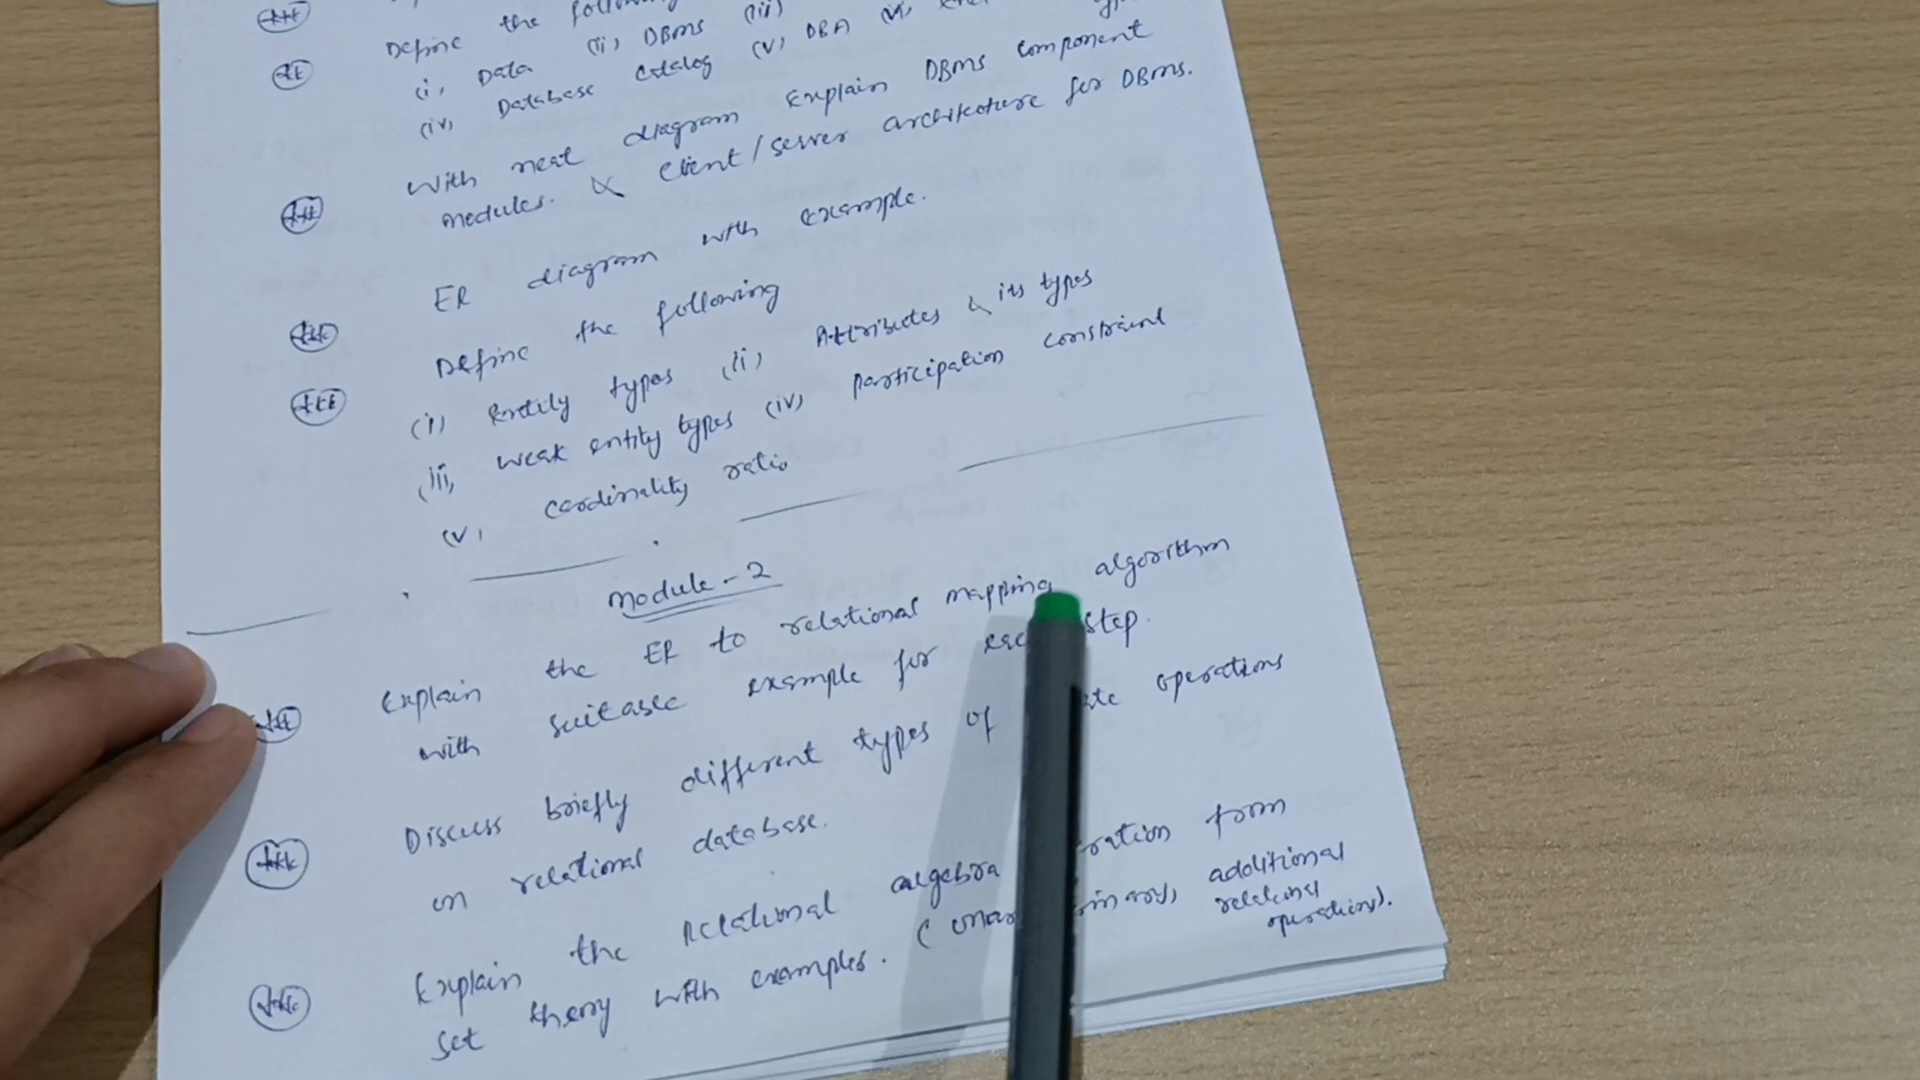 Define the following
(i) Data (ii) DBMS (iii)
(iv) Database catalog (v) DBA (vi)
With neat diagram explain DBMS component
modules. & client/server architecture for DBMS.
ER diagram with example.
Define the following
(i) Entity types (ii) Attributes & its types
(iii) weak entity types (iv) participation constraint
(v) cardinality ratio
Module-2
Explain the ER to relational mapping algorithm
with suitable example for each step.
Discuss briefly different types of operations
on relational database.
Explain the relational algebra form
set theory with examples. ( additional
relational
operations).